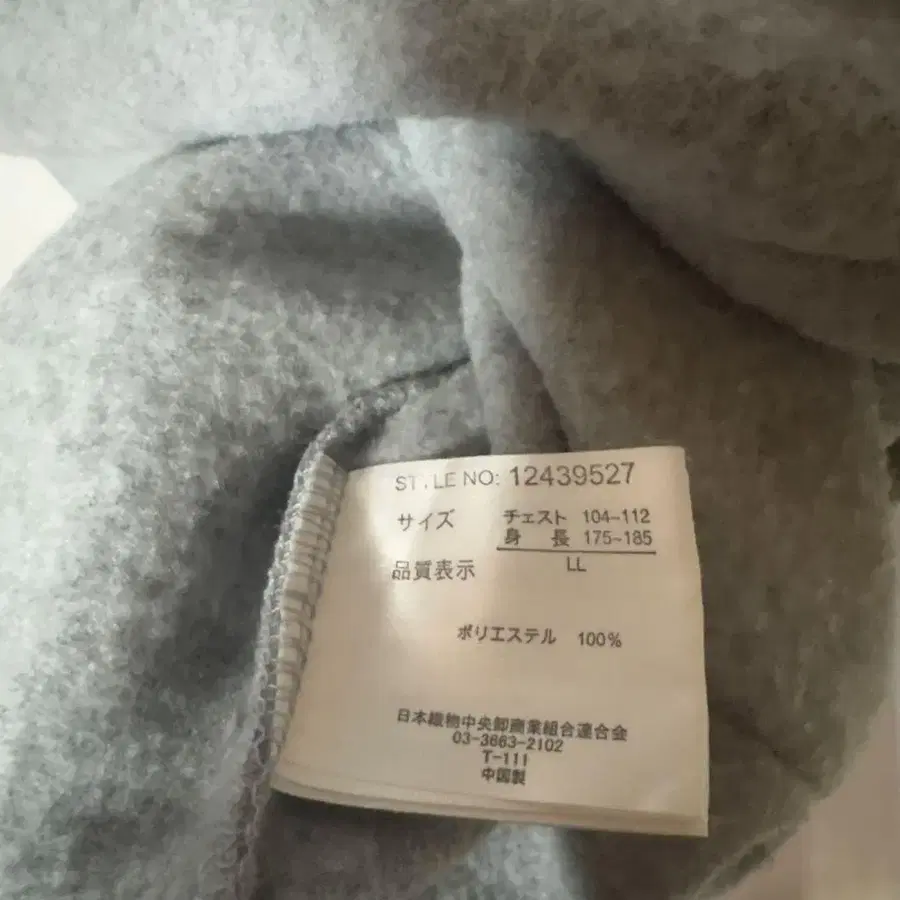 ST.LE NO: 12439527
サイズ チェスト 104~112
身 長 175~185
LL
品質表示
ポリエステル 100%
日本織物中央卸商業組合連合会
03-3663-2102
T-111
中国製